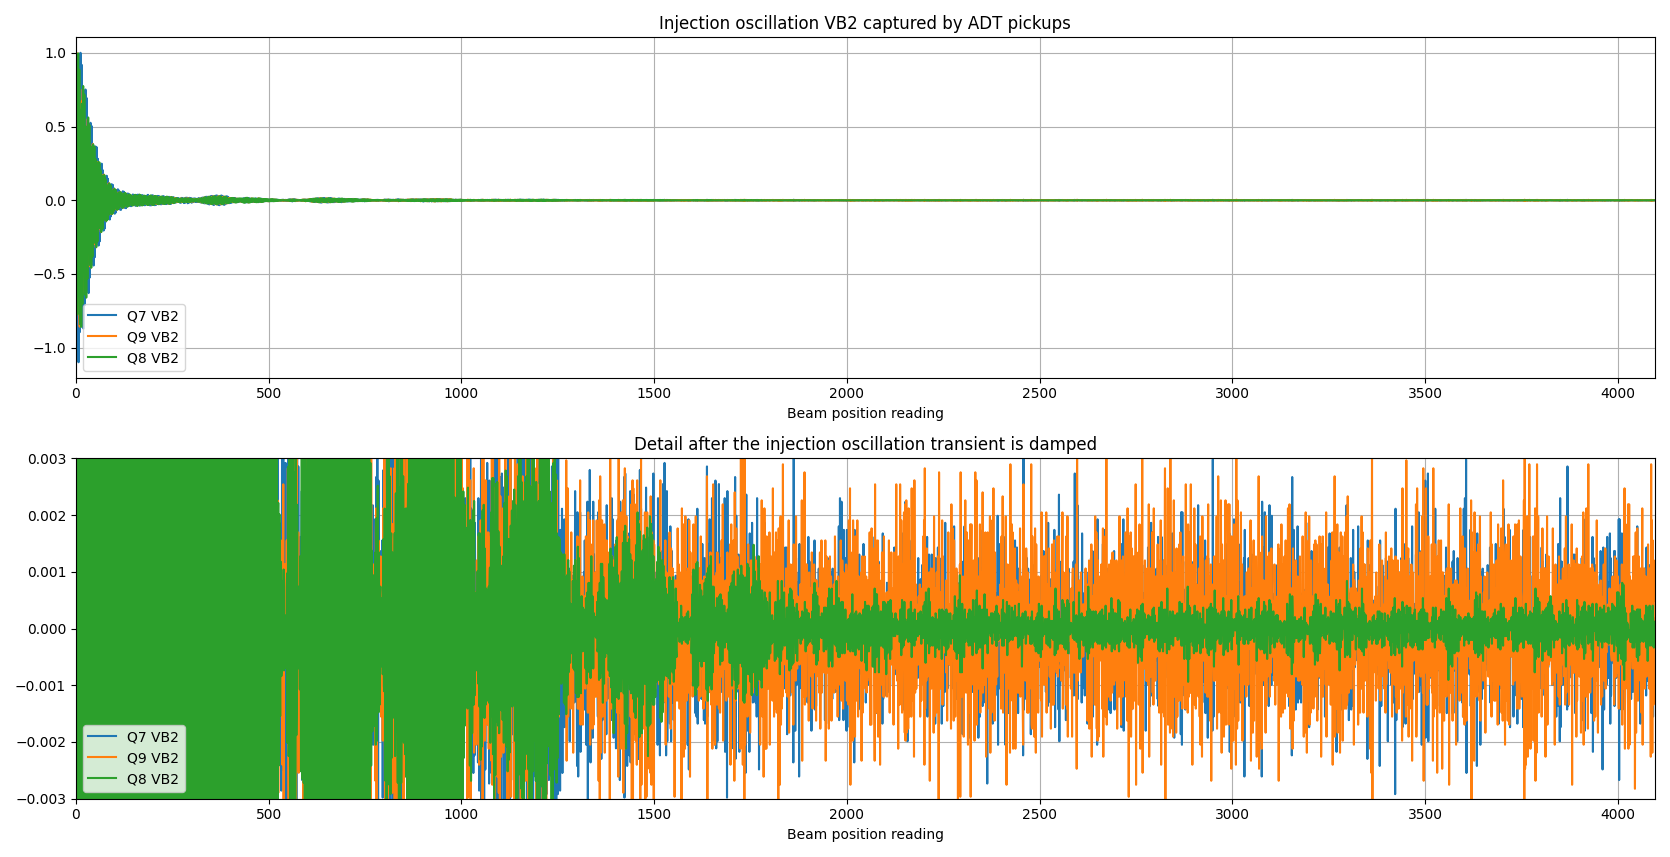 Injection oscillation VB2 captured by ADT pickups
1.0
0.5
0.0
−0.5
−1.0
Q7 VB2
Q9 VB2
Q8 VB2
0 500 1000 1500 2000 2500 3000 3500 4000
Beam position reading
Detail after the injection oscillation transient is damped
0.003
0.002
0.001
0.000
−0.001
−0.002
−0.003
Q7 VB2
Q9 VB2
Q8 VB2
0 500 1000 1500 2000 2500 3000 3500 4000
Beam position reading